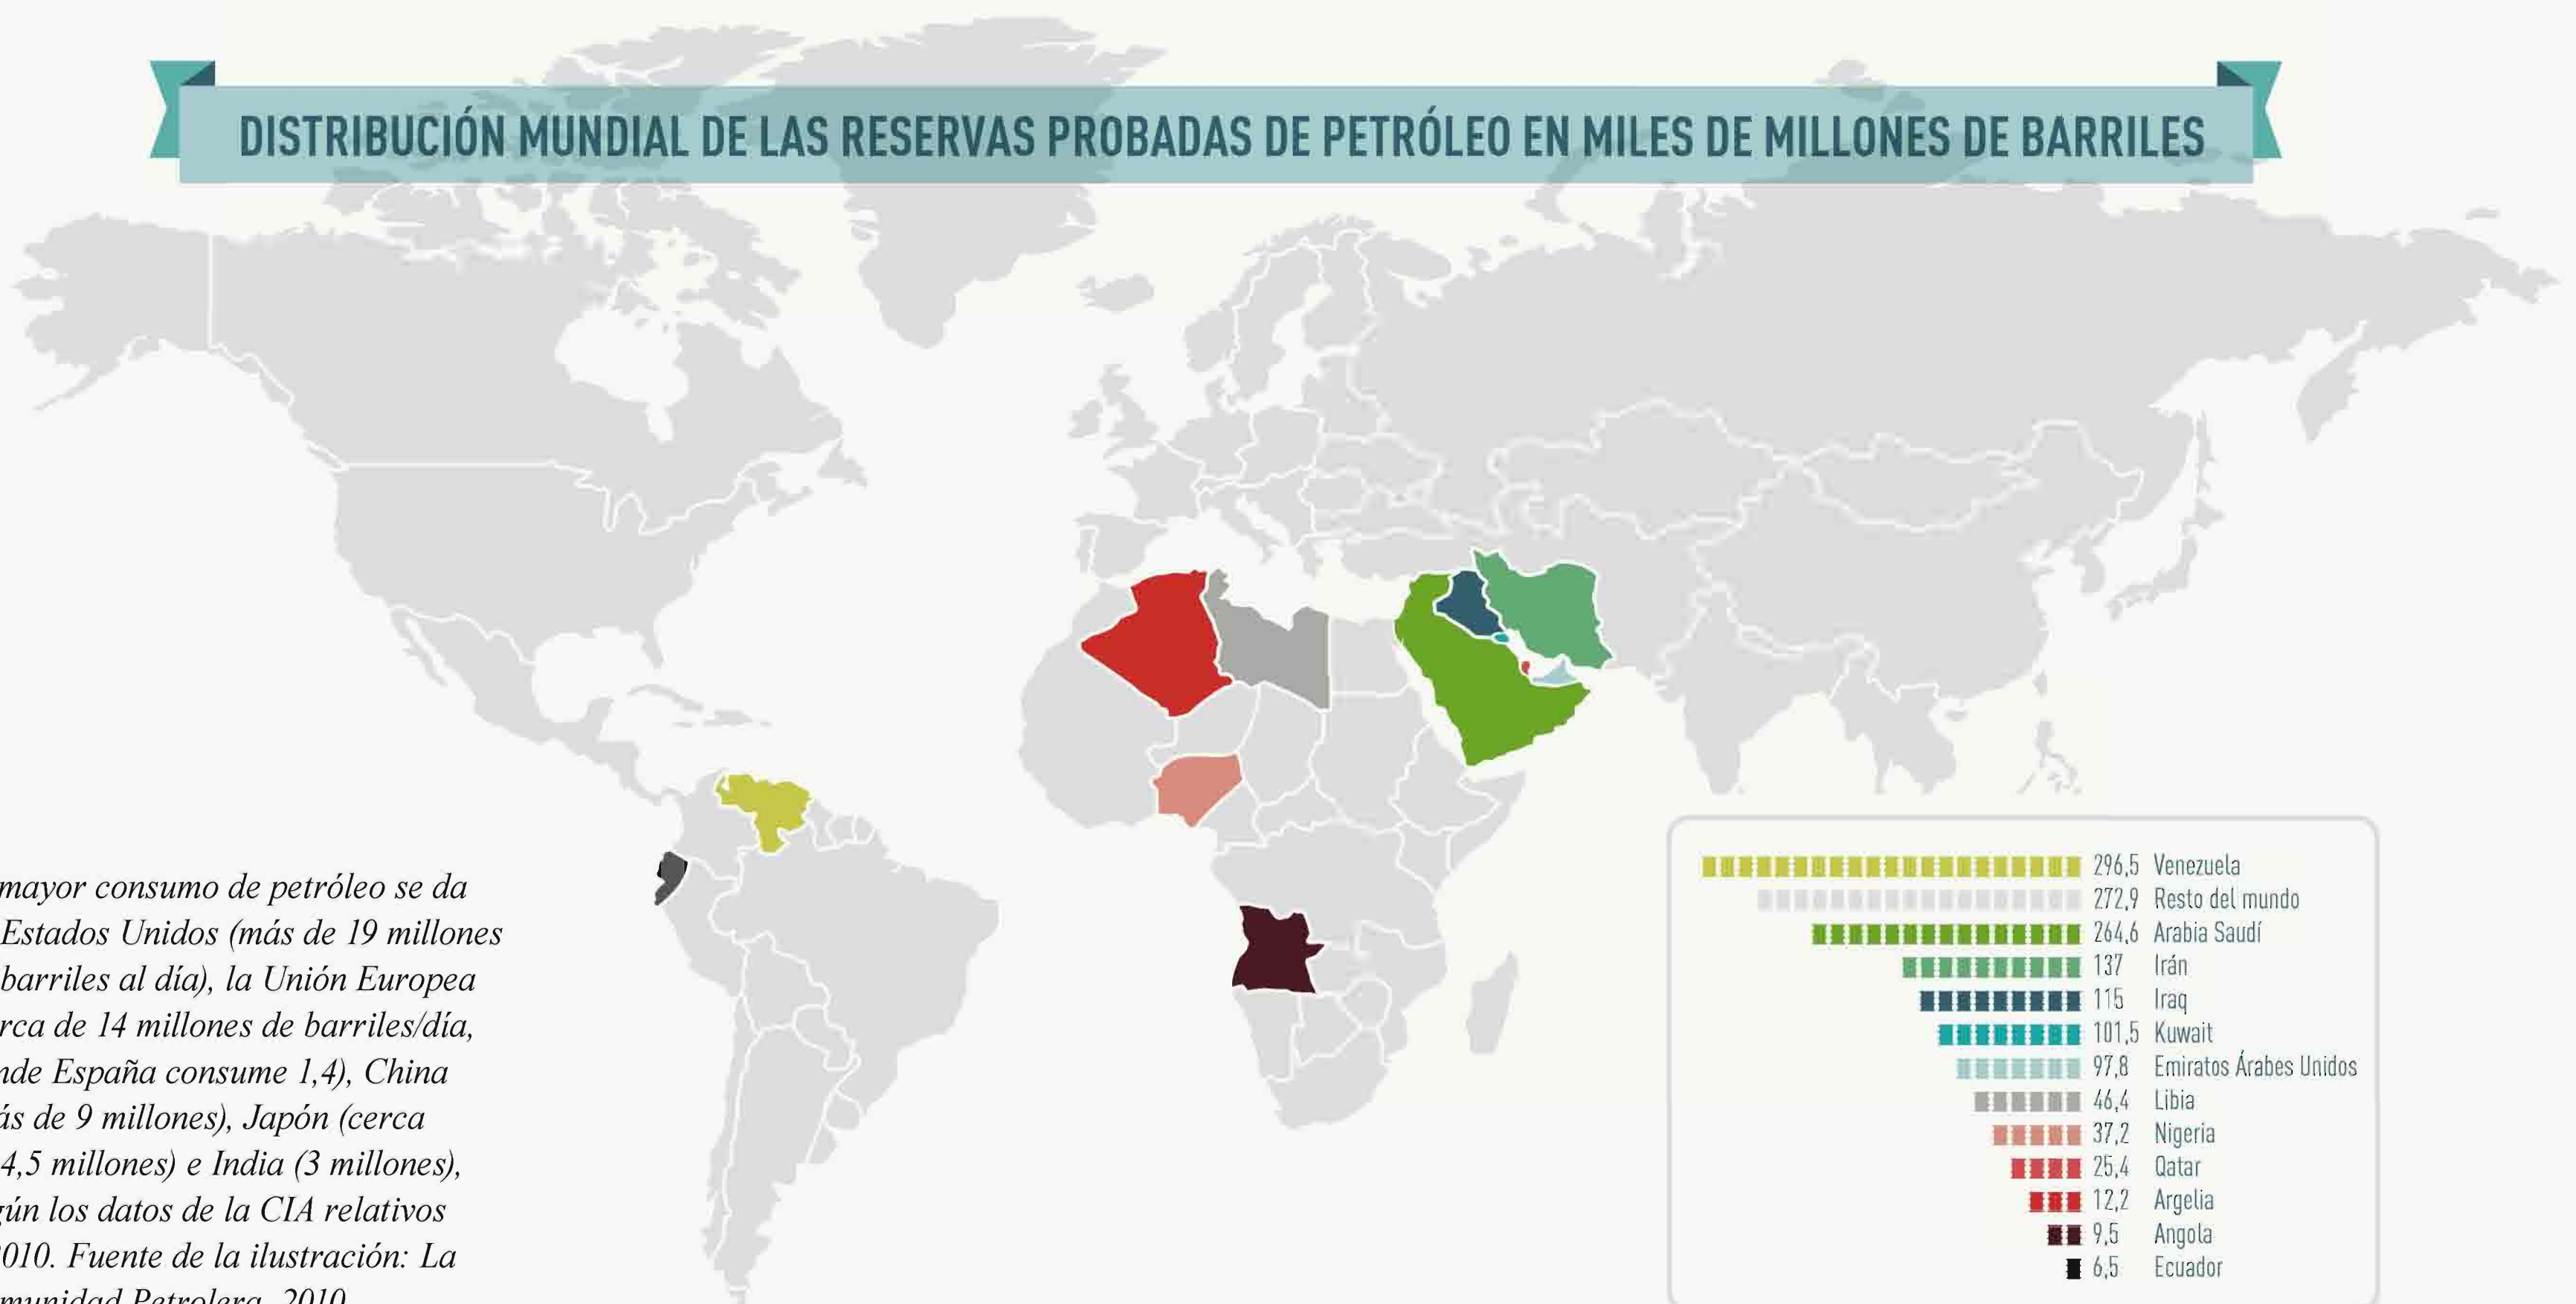 DISTRIBUCIÓN MUNDIAL DE LAS RESERVAS PROBADAS DE PETRÓLEO EN MILES DE MILLONES DE BARRILES
mayor consumo de petróleo se da
Estados Unidos (más de 19 millones
barriles al día), la Unión Europea
rca de 14 millones de barriles/día,
nde España consume 1,4), China
ás de 9 millones), Japón (cerca
4,5 millones) e India (3 millones),
gún los datos de la CIA relativos
2010. Fuente de la ilustración: La
munidad Petrolera, 2010
296,5 Venezuela
272,9 Resto del mundo
264,6 Arabia Saudí
137 Irán
115 Iraq
101,5 Kuwait
97,8 Emiratos Árabes Unidos
46,4 Libia
37,2 Nigeria
25,4 Qatar
12,2 Argelia
9,5 Angola
6,5 Ecuador